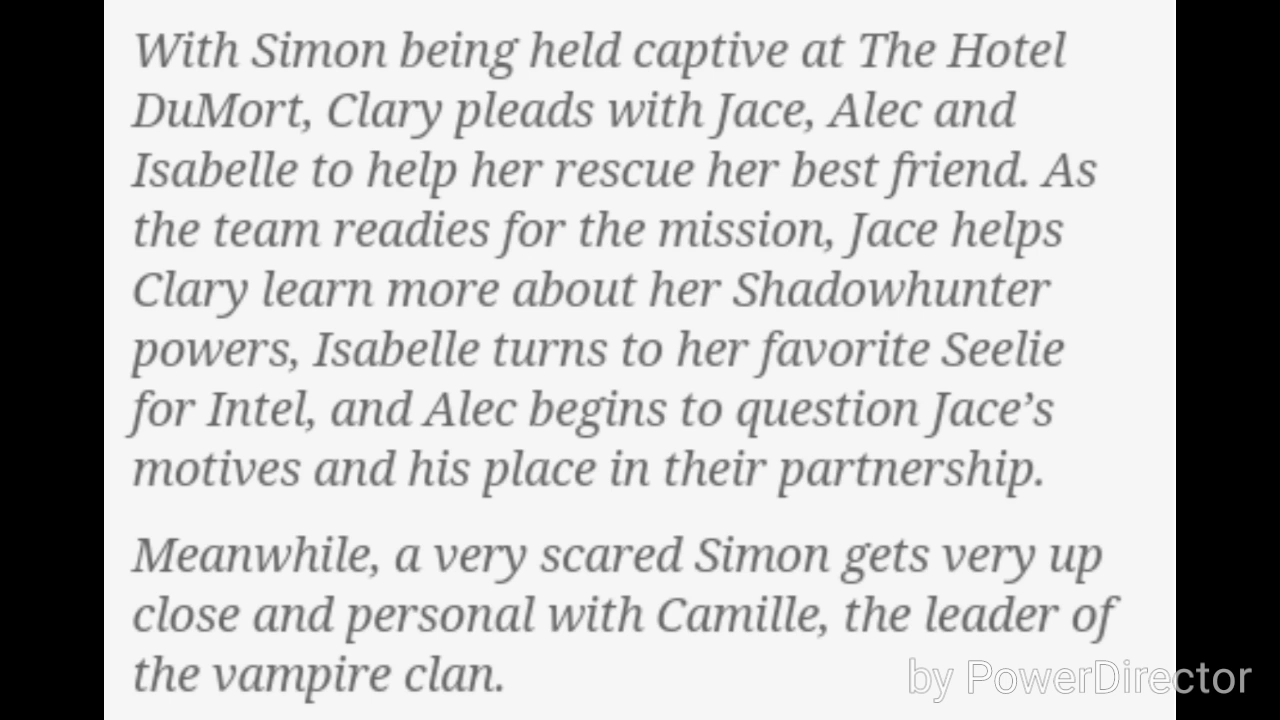 With Simon being held captive at The Hotel
DuMort, Clary pleads with Jace, Alec and
Isabelle to help her rescue her best friend. As
the team readies for the mission, Jace helps
Clary learn more about her Shadowhunter
powers, Isabelle turns to her favorite Seelie
for Intel, and Alec begins to question Jace’s
motives and his place in their partnership.
Meanwhile, a very scared Simon gets very up
close and personal with Camille, the leader of
the vampire clan.
by PowerDirector